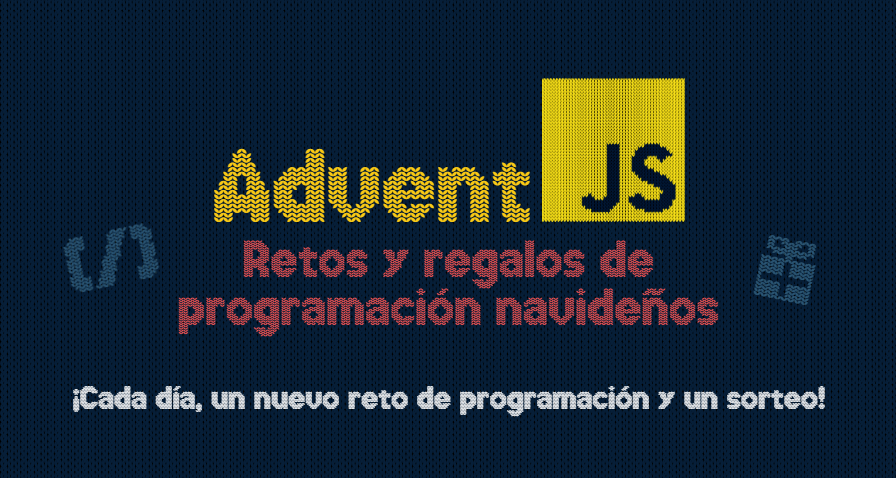 Advent JS
Retos y regalos de
programación navideños
¡Cada día, un nuevo reto de programación y un sorteo!